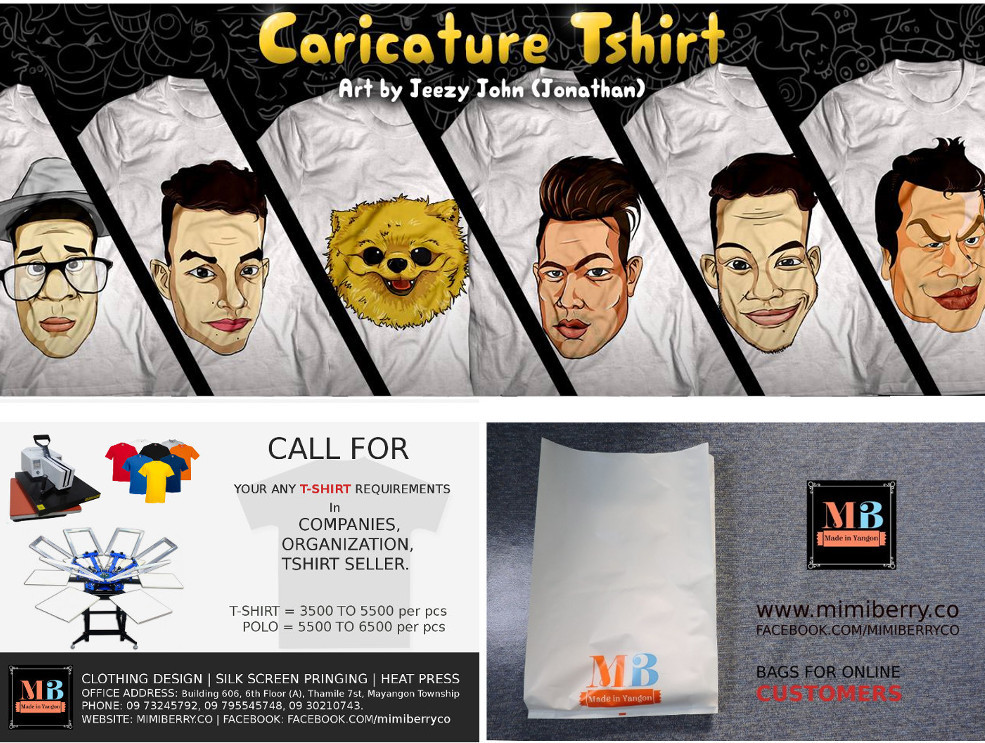 Caricature Tshirt
Art by Jeezy John (Jonathan)
CALL FOR
YOUR ANY T-SHIRT REQUIREMENTS
In
COMPANIES,
ORGANIZATION,
TSHIRT SELLER.
T-SHIRT = 3500 TO 5500 per pcs
POLO = 5500 TO 6500 per pcs
MB
Made in Yangon
CLOTHING DESIGN | SILK SCREEN PRINGING | HEAT PRESS
OFFICE ADDRESS: Building 606, 6th Floor (A), Thamile 7st, Mayangon Township
PHONE: 09 73245792, 09 795545748, 09 30210743.
WEBSITE: MIMIBERRY.CO | FACEBOOK: FACEBOOK.COM/mimiberryco
MB
Made in Yangon
MB
Made in Yangon
www.mimiberry.co
FACEBOOK.COM/MIMIBERRYCO
BAGS FOR ONLINE
CUSTOMERS